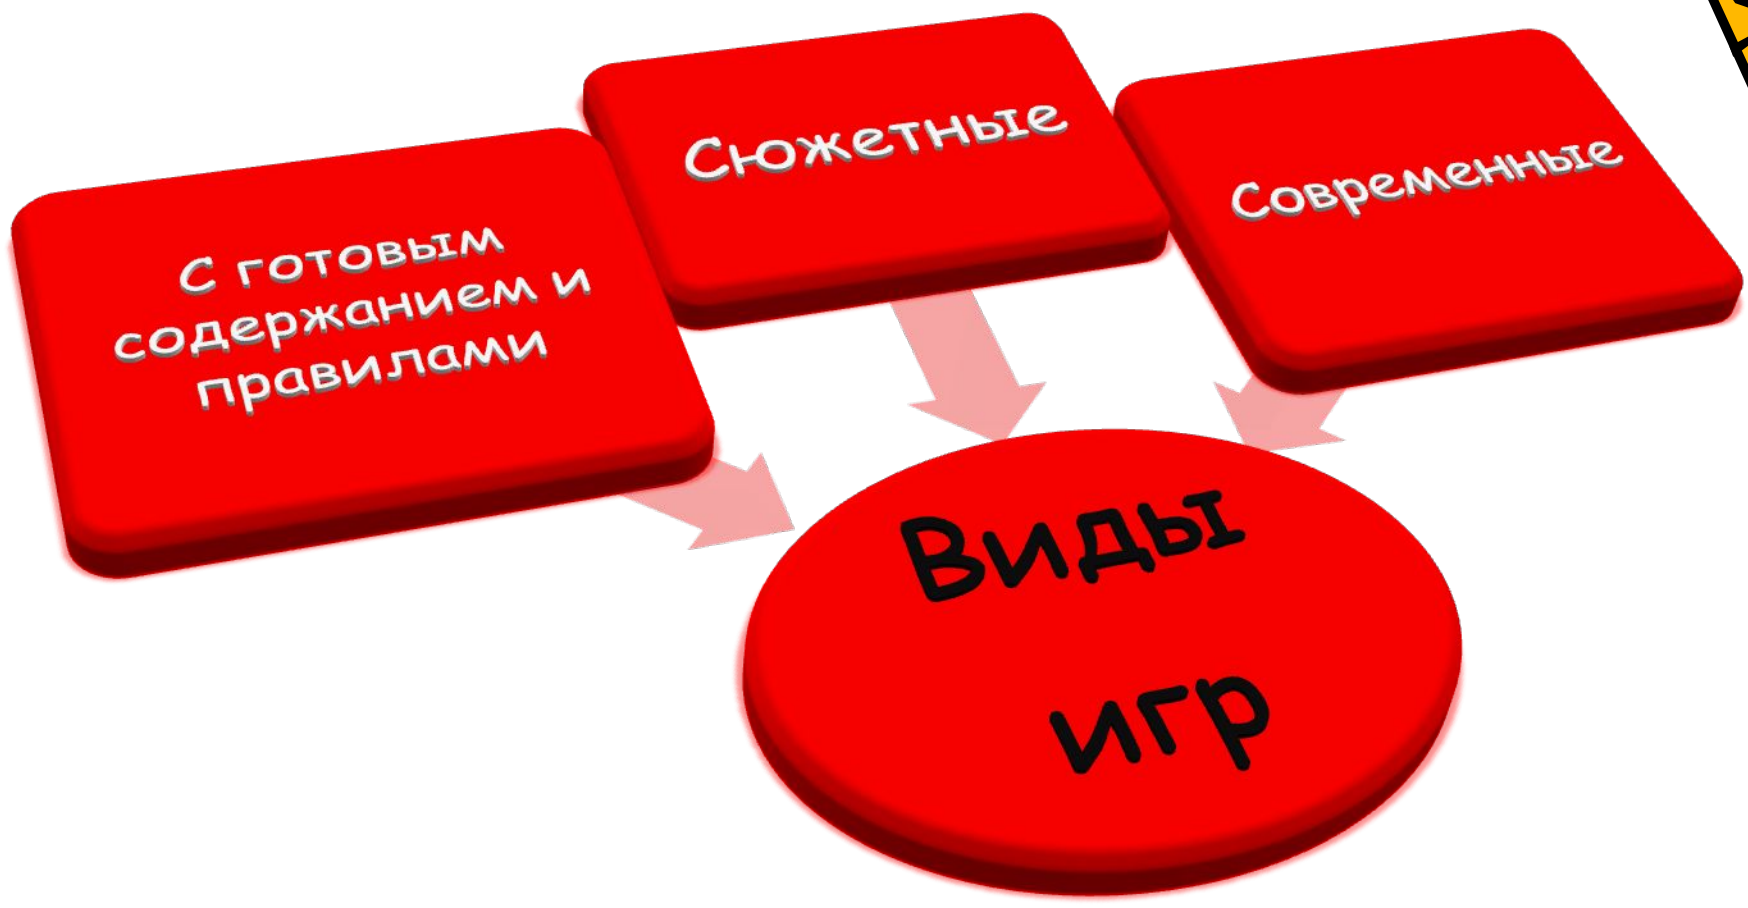 С готовым
содержанием и
правилами
Сюжетные
Современные
Виды
игр